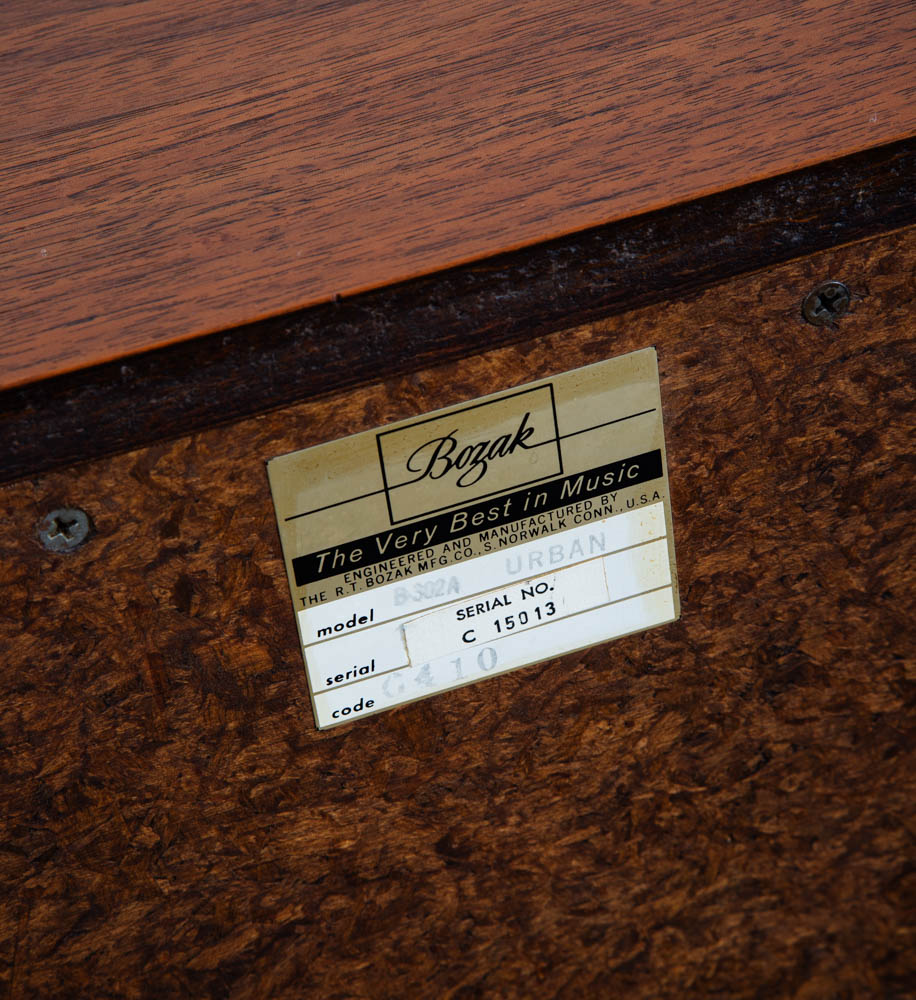 Bozak
The Very Best in Music
ENGINEERED AND MANUFACTURED BY
THE R.T. BOZAK MFG. CO., S. NORWALK CONN., U.S.A.
model B-302A URBAN
SERIAL NO.
serial C 15013
code C410